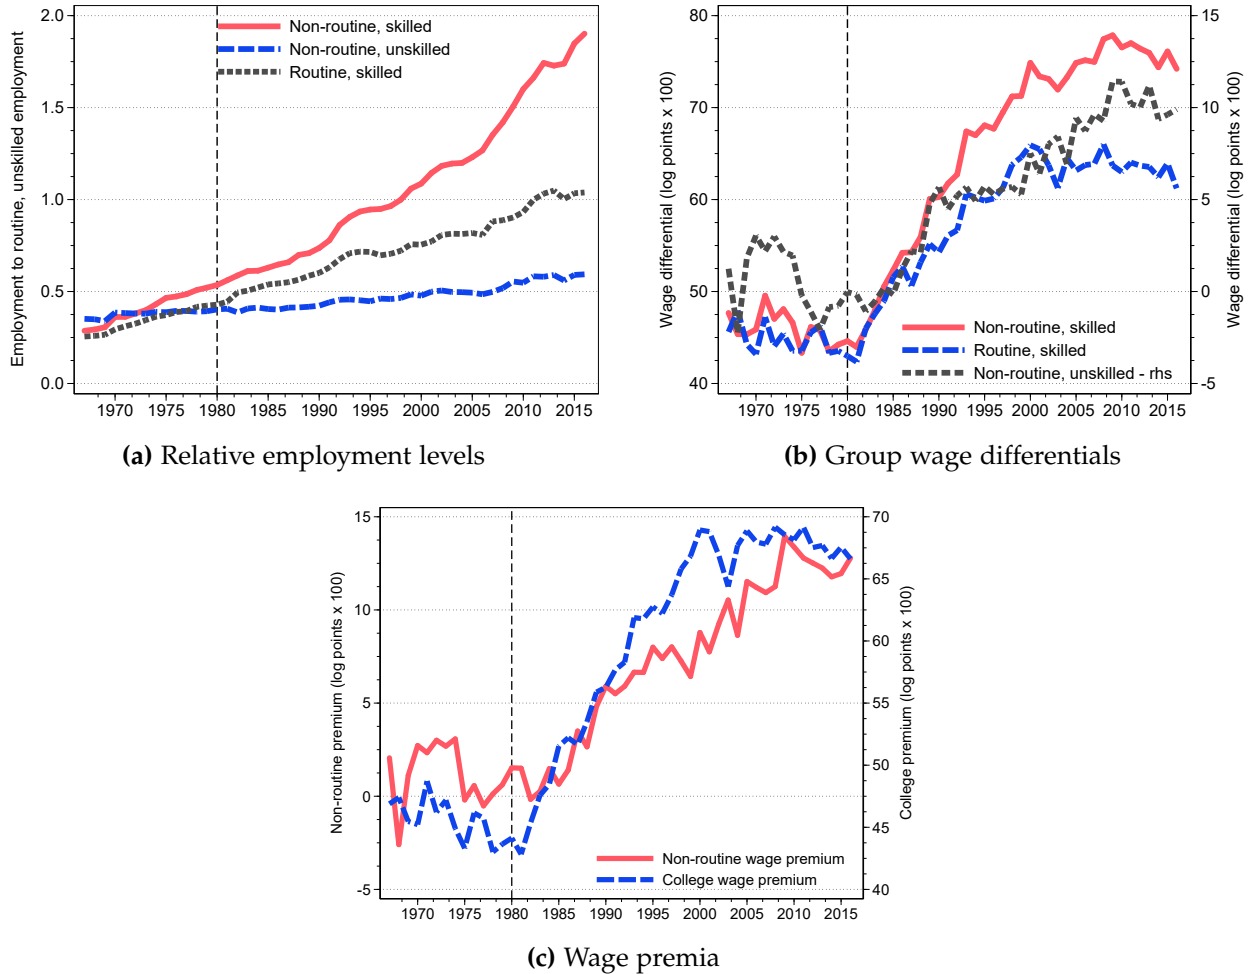 Employment to routine, unskilled employment
2.0
1.5
1.0
0.5
0.0
Non-routine, skilled
Non-routine, unskilled
Routine, skilled
1970 1975 1980 1985 1990 1995 2000 2005 2010 2015
(a) Relative employment levels
Wage differential (log points x 100)
80
70
60
50
40
15
10
5
0
-5
Wage differential (log points x 100)
Non-routine, skilled
Routine, skilled
Non-routine, unskilled - rhs
1970 1975 1980 1985 1990 1995 2000 2005 2010 2015
(b) Group wage differentials
Non-routine premium (log points x 100)
15
10
5
0
-5
70
65
60
55
50
45
40
College premium (log points x 100)
Non-routine wage premium
College wage premium
1970 1975 1980 1985 1990 1995 2000 2005 2010 2015
(c) Wage premia